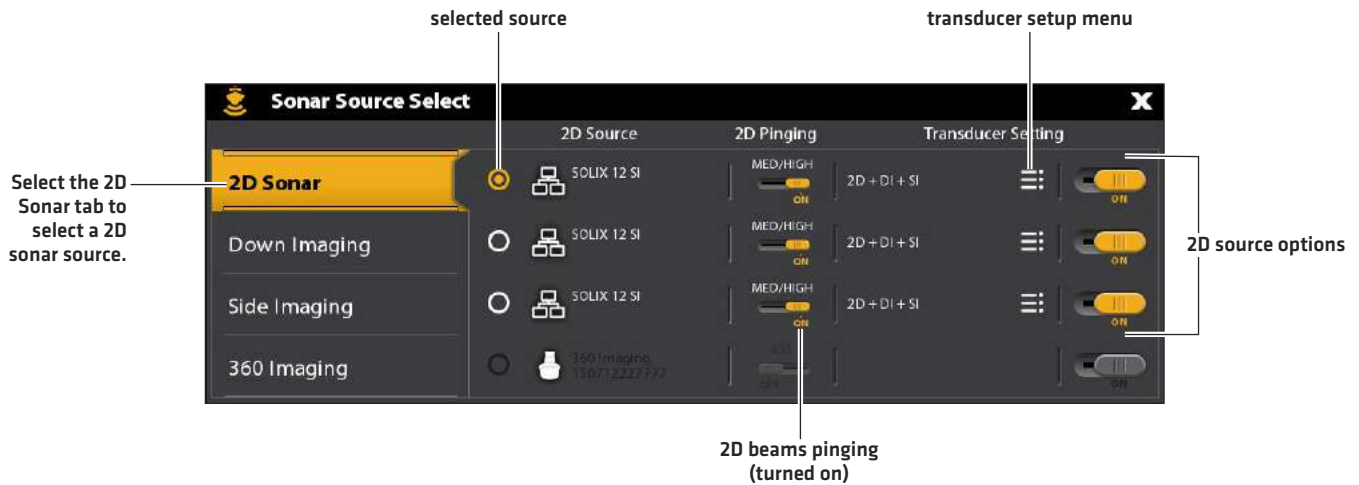 selected source
transducer setup menu
Sonar Source Select
X
2D Source
2D Pinging
Transducer Setting
Select the 2D
Sonar tab to
select a 2D
sonar source.
2D Sonar
SOLIX 12 SI
MED/HIGH
ON
2D + DI + SI
ON
Down Imaging
SOLIX 12 SI
MED/HIGH
ON
2D + DI + SI
ON
2D source options
Side Imaging
SOLIX 12 SI
MED/HIGH
ON
2D + DI + SI
ON
360 Imaging
360 Imaging
ON
2D beams pinging
(turned on)